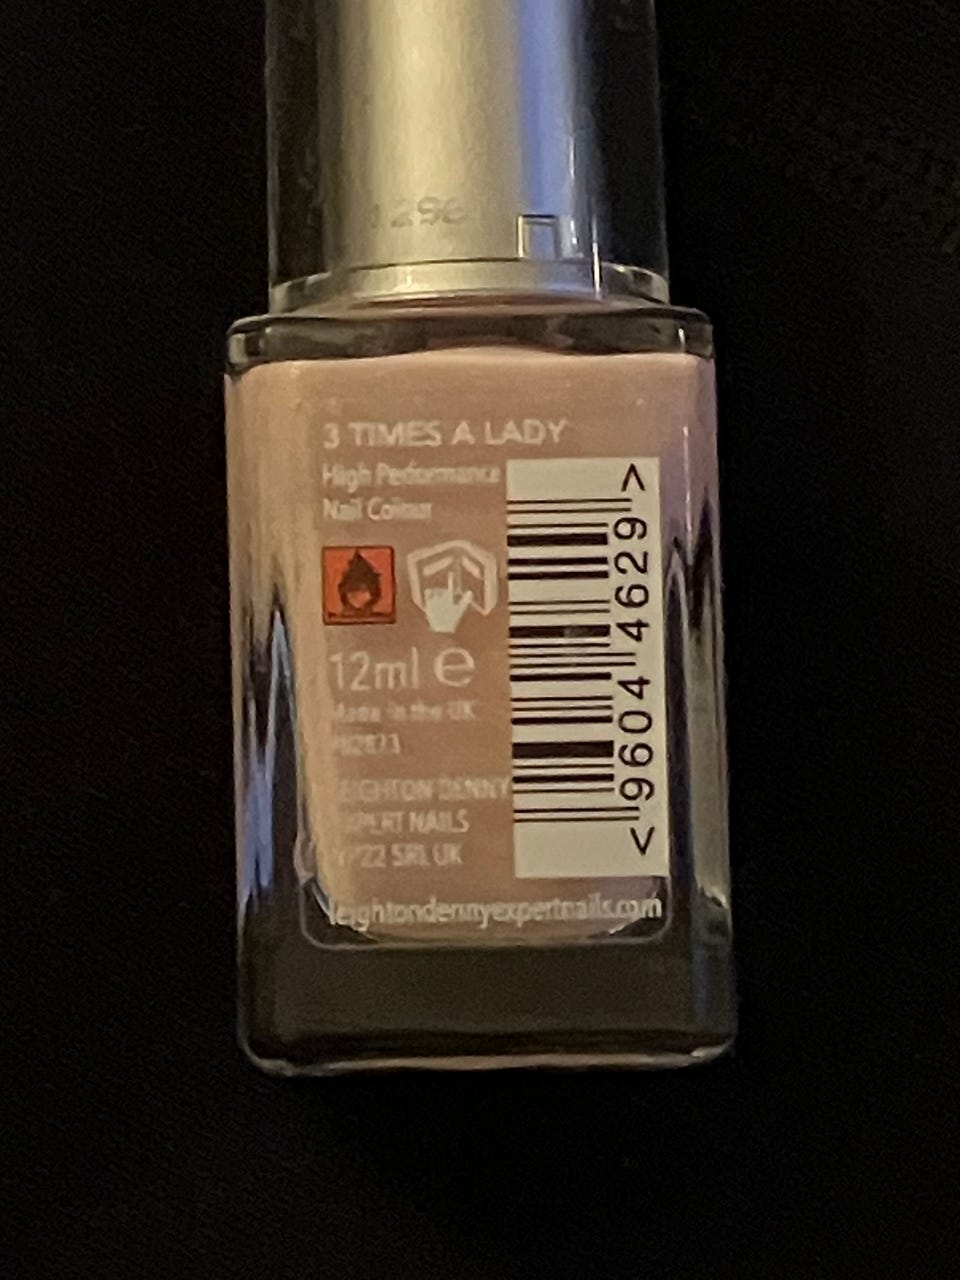 3 TIMES A LADY
High Performance
Nail Colour
12ml e
Made in the UK
LEIGHTON DENNY
EXPERT NAILS
5RL UK
leightondennyexpertnails.com
<9604 4629>